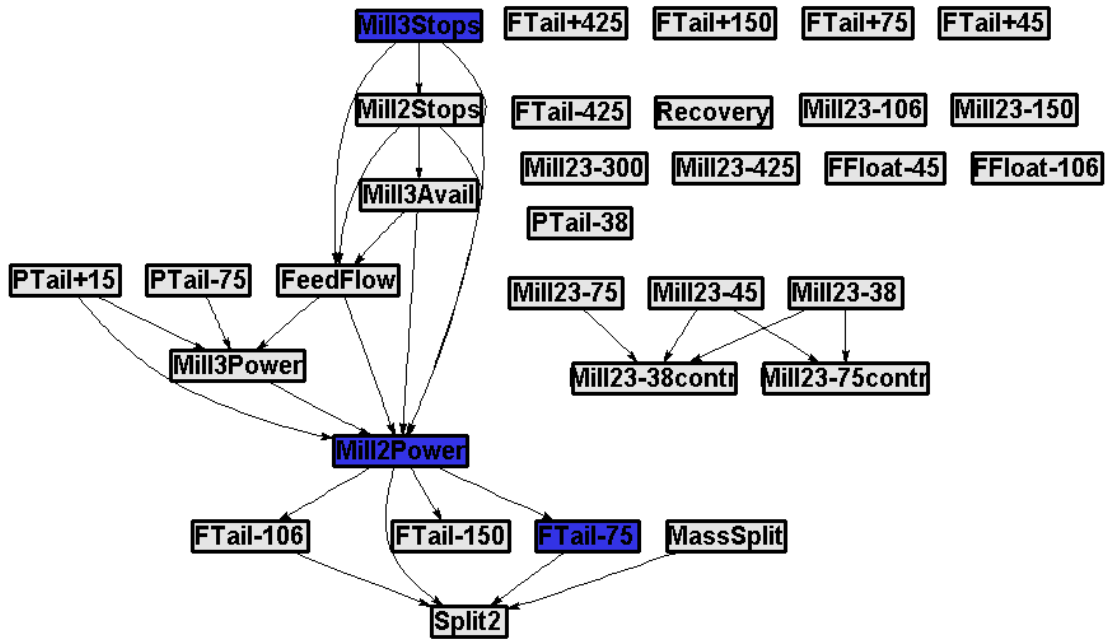 Mill3Stops FTail+425 FTail+150 FTail+75 FTail+45
Mill2Stops FTail-425 Recovery Mill23-106 Mill23-150
Mill23-300 Mill23-425 FFloat-45 FFloat-106
Mill3Avail
PTail-38
PTail+15 PTail-75 FeedFlow Mill23-75 Mill23-45 Mill23-38
Mill3Power Mill23-38contr Mill23-75contr
Mill2Power
FTail-106 FTail-150 FTail-75 MassSplit
Split2